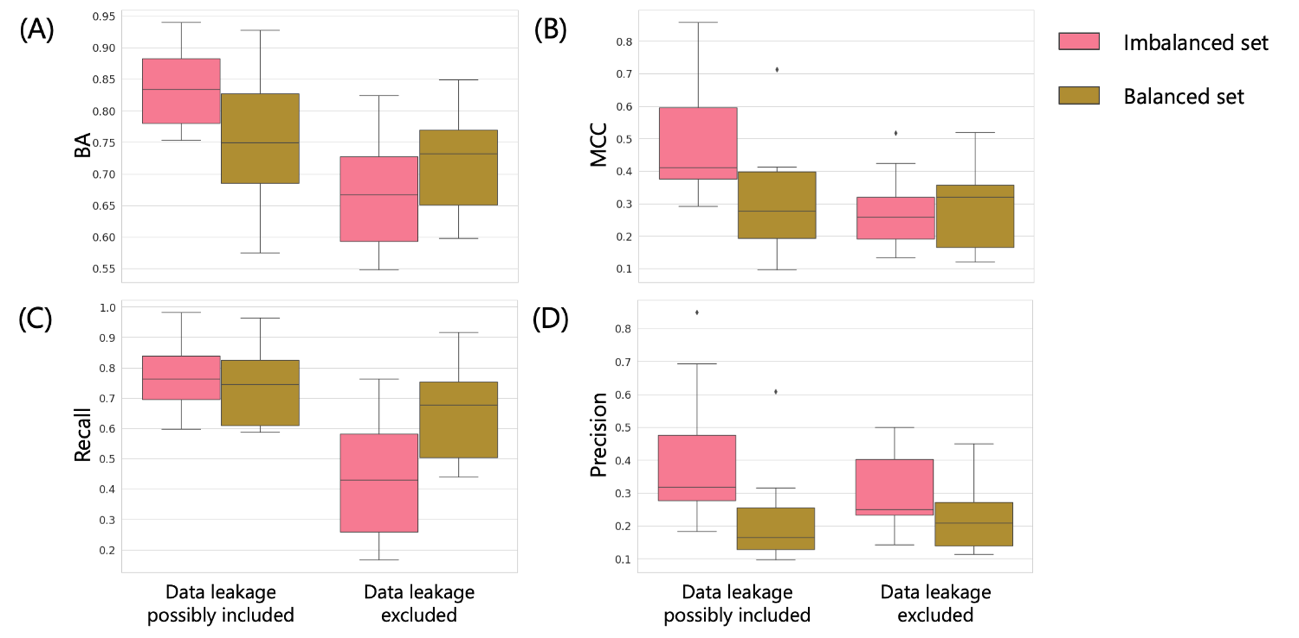 (A)
0.95
0.90
0.85
0.80
0.75
0.70
0.65
0.60
0.55
BA
(B)
0.8
0.7
0.6
0.5
0.4
0.3
0.2
0.1
MCC
Imbalanced set
Balanced set
(C)
1.0
0.9
0.8
0.7
0.6
0.5
0.4
0.3
0.2
Recall
Data leakage
possibly included
Data leakage
excluded
(D)
0.8
0.7
0.6
0.5
0.4
0.3
0.2
0.1
Precision
Data leakage
possibly included
Data leakage
excluded